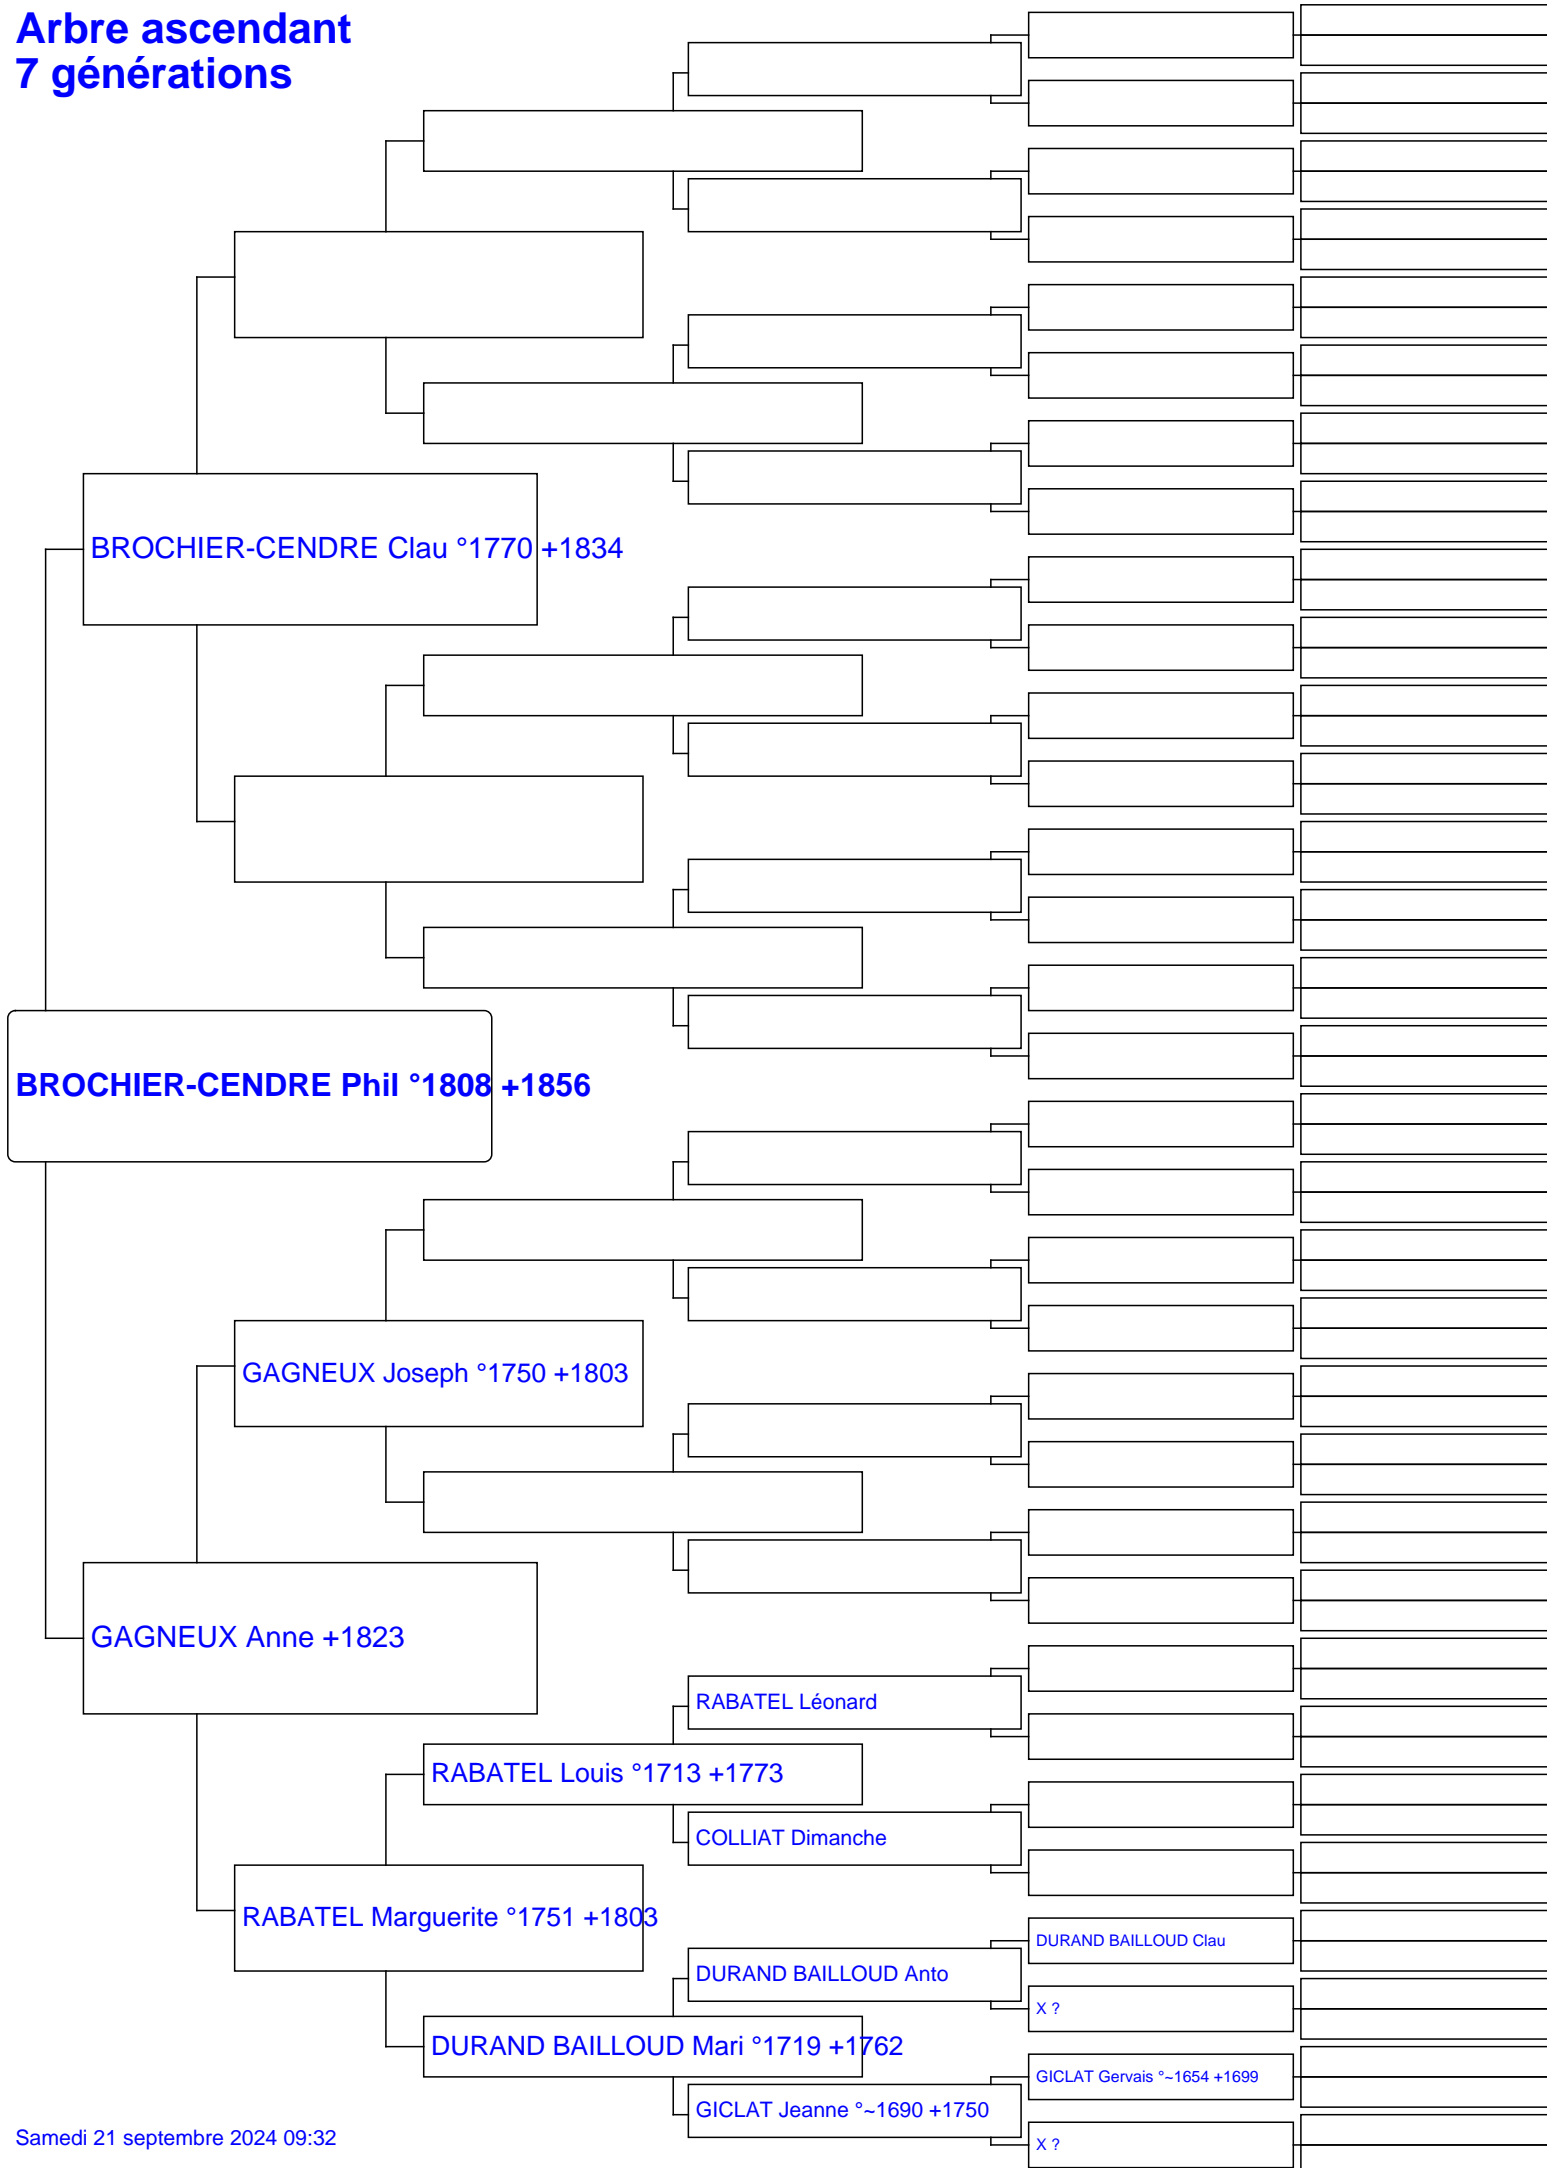 Arbre ascendant
7 générations
BROCHIER-CENDRE Clau °1770 +1834
BROCHIER-CENDRE Phil °1808 +1856
GAGNEUX Joseph °1750 +1803
GAGNEUX Anne +1823
RABATEL Léonard
RABATEL Louis °1713 +1773
COLLIAT Dimanche
RABATEL Marguerite °1751 +1803
DURAND BAILLOUD Clau
DURAND BAILLOUD Anto
X ?
DURAND BAILLOUD Mari °1719 +1762
GICLAT Gervais °~1654 +1699
GICLAT Jeanne °~1690 +1750
X ?
Samedi 21 septembre 2024 09:32